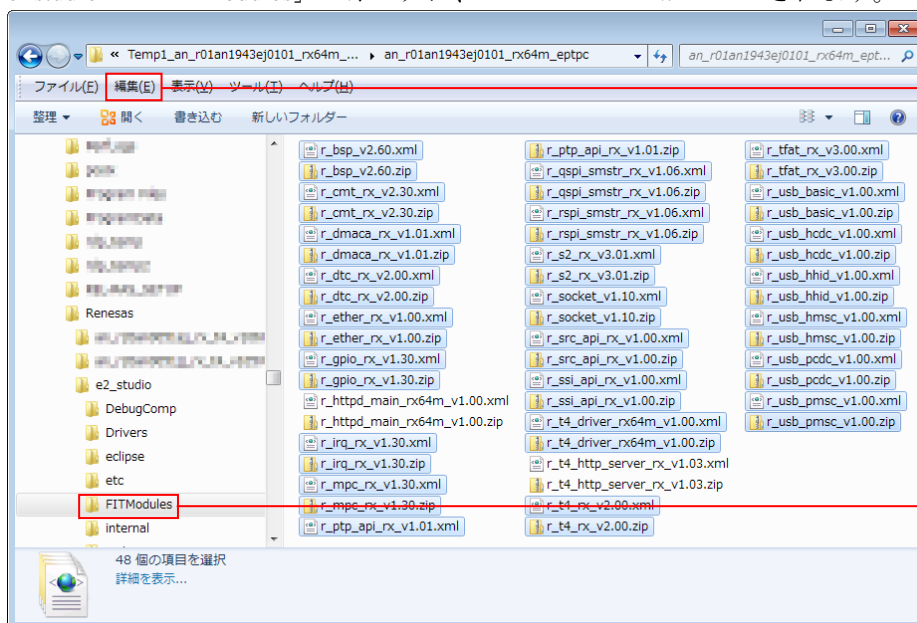 « Temp1_an_r01an1943ej0101_rx64m_... ▸ an_r01an1943ej0101_rx64m_eptpc
an_r01an1943ej0101_rx64m_ept...
ファイル(F) 編集(E) 表示(V) ツール(T) ヘルプ(H)
整理 ▼ 開く 書き込む 新しいフォルダー
Renesas
e2_studio
DebugComp
Drivers
eclipse
etc
FITModules
internal
r_bsp_v2.60.xml
r_bsp_v2.60.zip
r_cmt_rx_v2.30.xml
r_cmt_rx_v2.30.zip
r_dmaca_rx_v1.01.xml
r_dmaca_rx_v1.01.zip
r_dtc_rx_v2.00.xml
r_dtc_rx_v2.00.zip
r_ether_rx_v1.00.xml
r_ether_rx_v1.00.zip
r_gpio_rx_v1.30.xml
r_gpio_rx_v1.30.zip
r_httpd_main_rx64m_v1.00.xml
r_httpd_main_rx64m_v1.00.zip
r_irq_rx_v1.30.xml
r_irq_rx_v1.30.zip
r_mpc_rx_v1.30.xml
r_mpc_rx_v1.30.zip
r_ptp_api_rx_v1.01.xml
r_ptp_api_rx_v1.01.zip
r_qspi_smstr_rx_v1.06.xml
r_qspi_smstr_rx_v1.06.zip
r_rspi_smstr_rx_v1.06.xml
r_rspi_smstr_rx_v1.06.zip
r_s2_rx_v3.01.xml
r_s2_rx_v3.01.zip
r_socket_v1.10.xml
r_socket_v1.10.zip
r_src_api_rx_v1.00.xml
r_src_api_rx_v1.00.zip
r_ssi_api_rx_v1.00.xml
r_ssi_api_rx_v1.00.zip
r_t4_driver_rx64m_v1.00.xml
r_t4_driver_rx64m_v1.00.zip
r_t4_http_server_rx_v1.03.xml
r_t4_http_server_rx_v1.03.zip
r_t4_rx_v2.00.xml
r_t4_rx_v2.00.zip
r_tfat_rx_v3.00.xml
r_tfat_rx_v3.00.zip
r_usb_basic_v1.00.xml
r_usb_basic_v1.00.zip
r_usb_hcdc_v1.00.xml
r_usb_hcdc_v1.00.zip
r_usb_hhid_v1.00.xml
r_usb_hhid_v1.00.zip
r_usb_hmsc_v1.00.xml
r_usb_hmsc_v1.00.zip
r_usb_pcdc_v1.00.xml
r_usb_pcdc_v1.00.zip
r_usb_pmsc_v1.00.xml
r_usb_pmsc_v1.00.zip
48 個の項目を選択
詳細を表示...